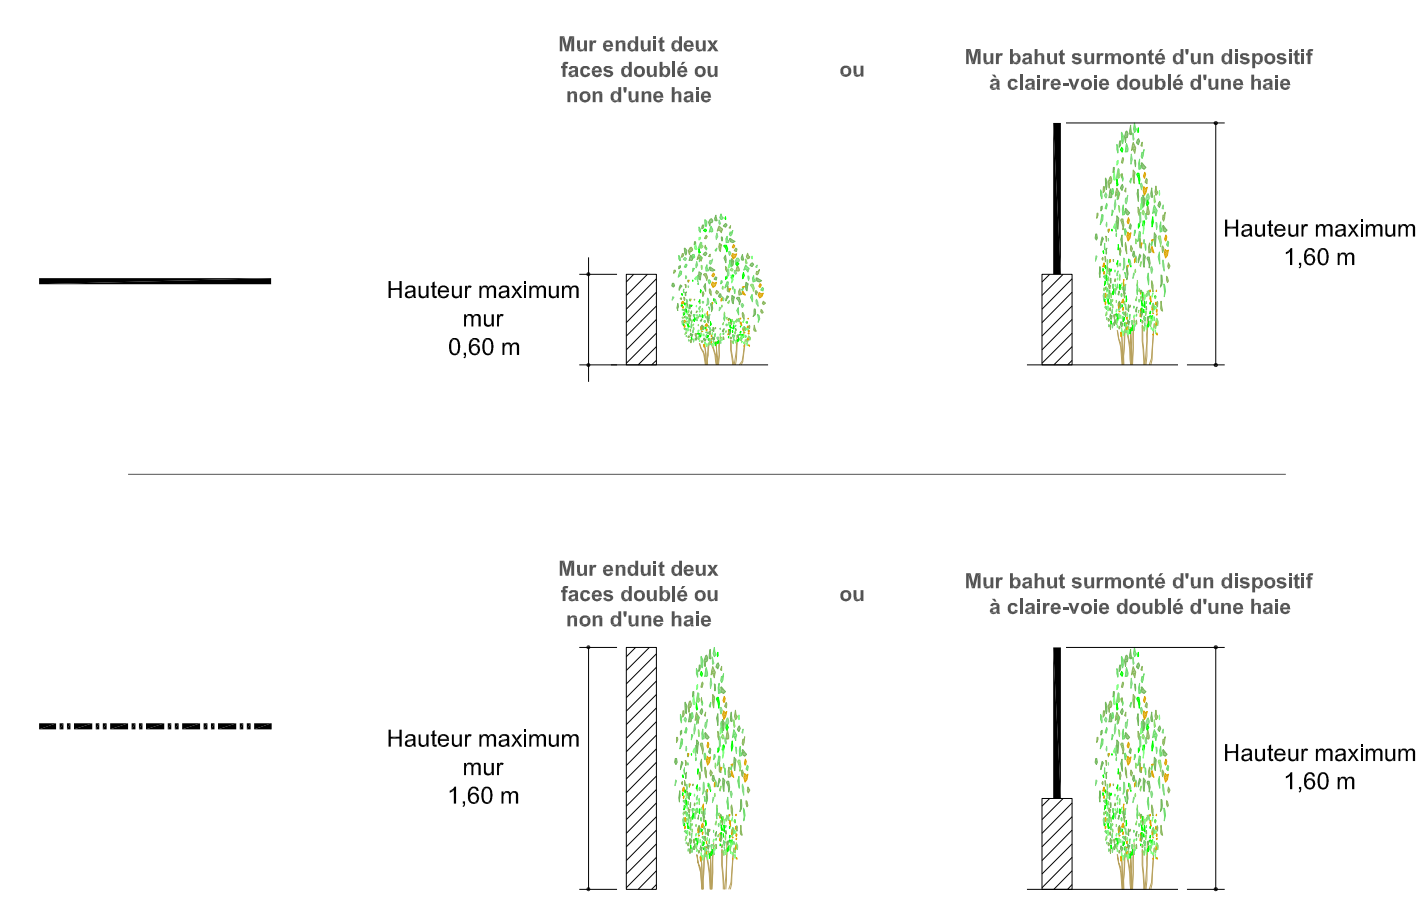 Mur enduit deux
faces doublé ou
non d'une haie
ou
Mur bahut surmonté d'un dispositif
à claire-voie doublé d'une haie
Hauteur maximum
mur
0,60 m
Hauteur maximum
1,60 m
Mur enduit deux
faces doublé ou
non d'une haie
ou
Mur bahut surmonté d'un dispositif
à claire-voie doublé d'une haie
Hauteur maximum
mur
1,60 m
Hauteur maximum
1,60 m